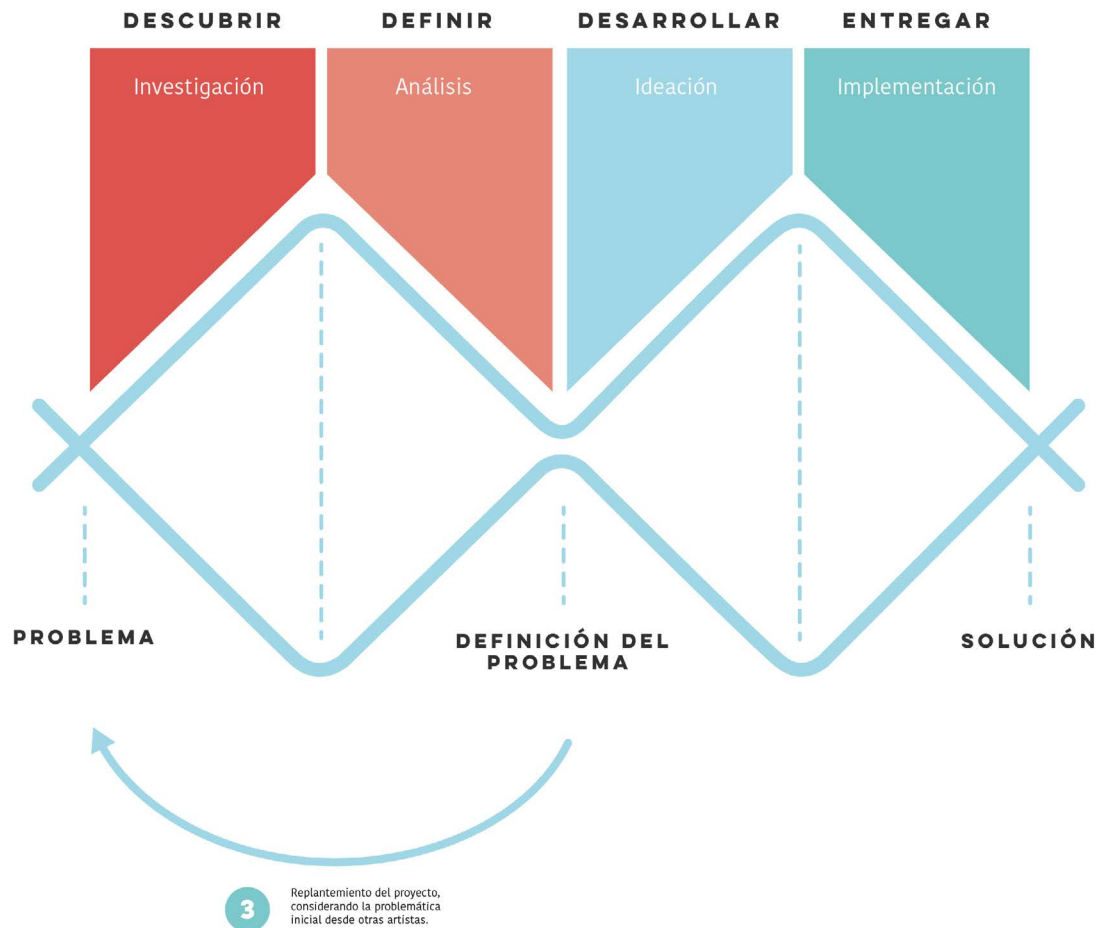 DESCUBRIR
DEFINIR
DESARROLLAR
ENTREGAR
Investigación
Análisis
Ideación
Implementación
PROBLEMA
DEFINICIÓN DEL
PROBLEMA
SOLUCIÓN
3
Replantemiento del proyecto,
considerando la problemática
inicial desde otras artistas.